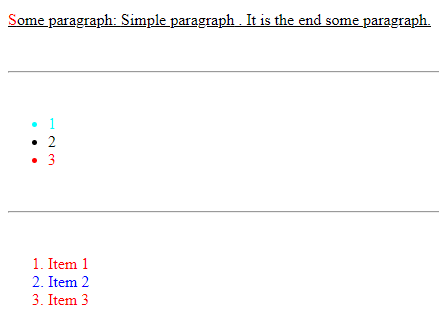 Some paragraph: Simple paragraph . It is the end some paragraph.
• 1
• 2
• 3
1. Item 1
2. Item 2
3. Item 3